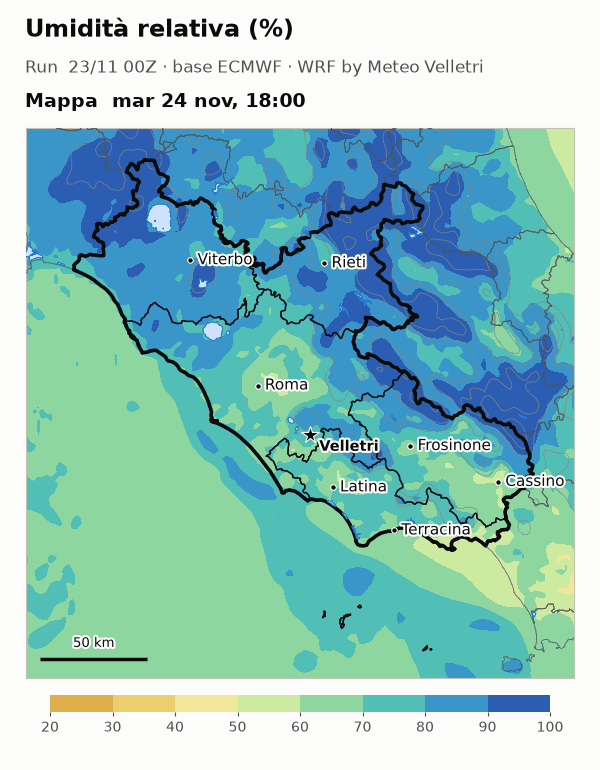 Umidità relativa (%)
Run  23/11 00Z · base ECMWF · WRF by Meteo Velletri
Mappa  mar 24 nov, 18:00
Viterbo
Rieti
Roma
Velletri
Frosinone
Cassino
Latina
Terracina
50 km
20 30 40 50 60 70 80 90 100